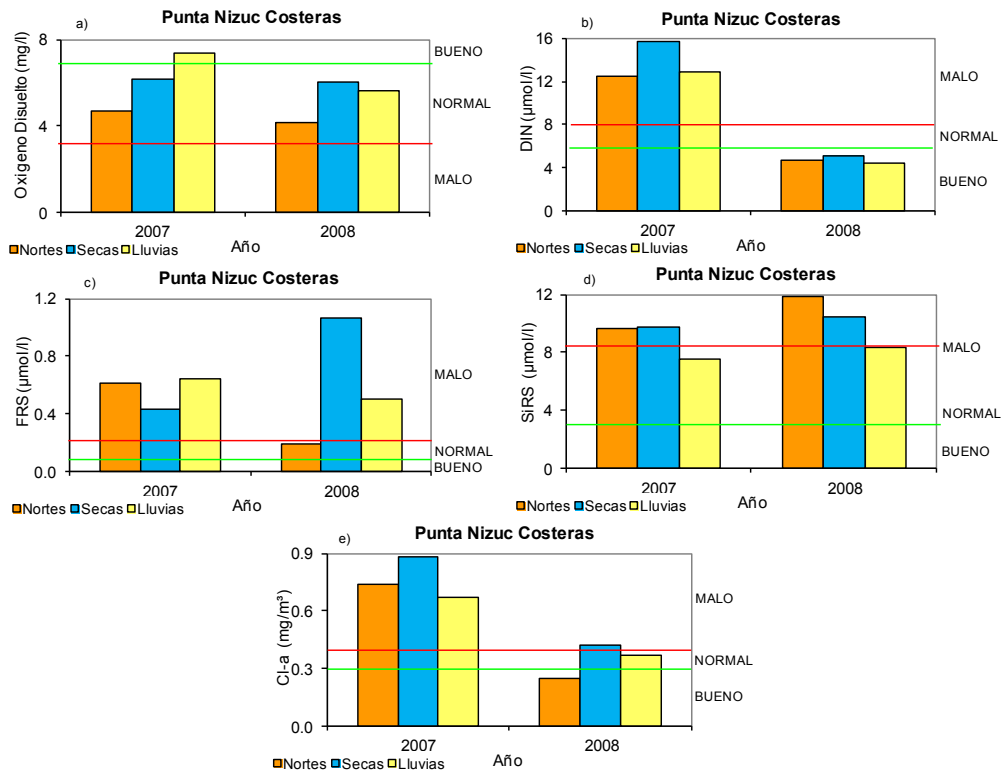 a)
Punta Nizuc Costeras
Oxigeno Disuelto (mg/l)
8
4
0
BUENO
NORMAL
MALO
2007 2008
Año
Nortes Secas Lluvias
b)
Punta Nizuc Costeras
DIN (µmol/l)
16
12
8
4
0
MALO
NORMAL
BUENO
2007 2008
Año
Nortes Secas Lluvias
c)
Punta Nizuc Costeras
FRS (µmol/l)
1.2
0.8
0.4
0.0
MALO
NORMAL
BUENO
2007 2008
Año
Nortes Secas Lluvias
d)
Punta Nizuc Costeras
SiRS (µmol/l)
12
8
4
0
MALO
NORMAL
BUENO
2007 2008
Año
Nortes Secas Lluvias
e)
Punta Nizuc Costeras
Cl-a (mg/m³)
0.9
0.6
0.3
0.0
MALO
NORMAL
BUENO
2007 2008
Año
Nortes Secas Lluvias